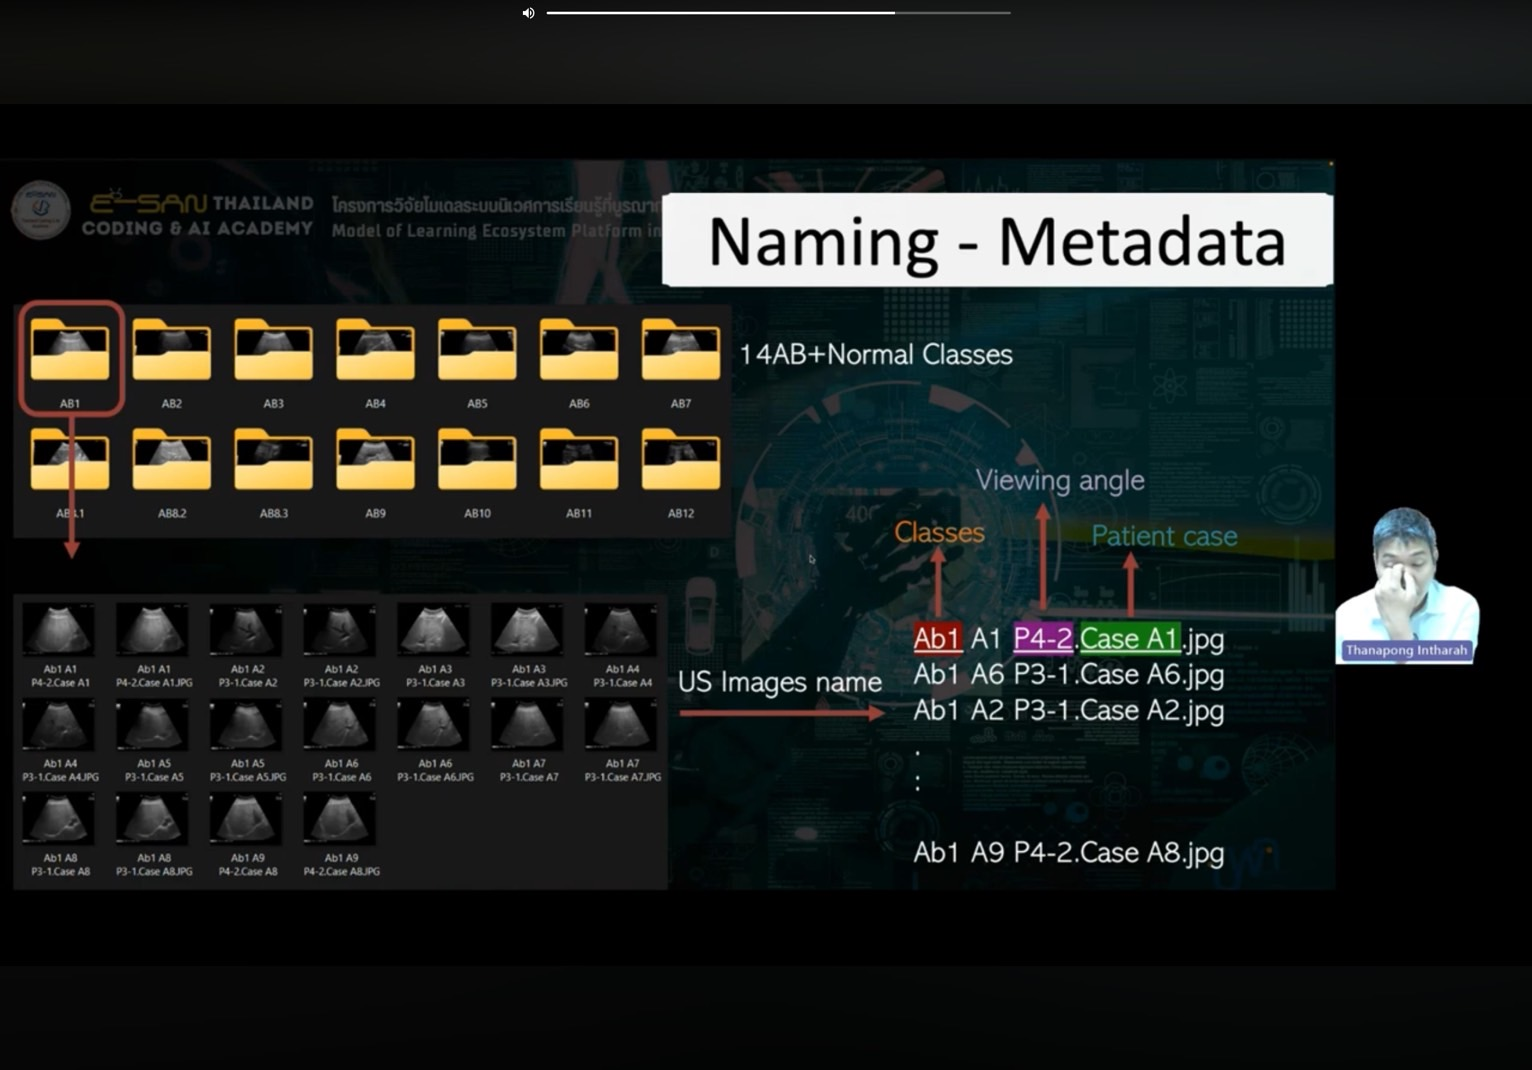 E-SAN THAILAND
CODING & AI ACADEMY
โครงการวิจัยโมเดลระบบนิเวศการเรียนรู้ที่บูรณาก
Model of Learning Ecosystem Platform in
Naming - Metadata
AB1 AB2 AB3 AB4 AB5 AB6 AB7
14AB+Normal Classes
AB8.1 AB8.2 AB8.3 AB9 AB10 AB11 AB12
Viewing angle
Classes
Patient case
Ab1 A1 P4-2.Case A1.jpg
Ab1 A6 P3-1.Case A6.jpg
Ab1 A2 P3-1.Case A2.jpg
.
:
Ab1 A9 P4-2.Case A8.jpg
US Images name
Ab1 A1 Ab1 A1 Ab1 A2 Ab1 A2 Ab1 A3 Ab1 A3 Ab1 A4
P4-2.Case A1 P4-2.Case A1.JPG P3-1.Case A2 P3-1.Case A2.JPG P3-1.Case A3 P3-1.Case A3.JPG P3-1.Case A4
Ab1 A4 Ab1 A5 Ab1 A5 Ab1 A6 Ab1 A6 Ab1 A7 Ab1 A7
P3-1.Case A4.JPG P3-1.Case A5 P3-1.Case A5.JPG P3-1.Case A6 P3-1.Case A6.JPG P3-1.Case A7 P3-1.Case A7.JPG
Ab1 A8 Ab1 A8 Ab1 A9 Ab1 A9
P3-1.Case A8 P3-1.Case A8.JPG P4-2.Case A8 P4-2.Case A8.JPG
Thanapong Intharah